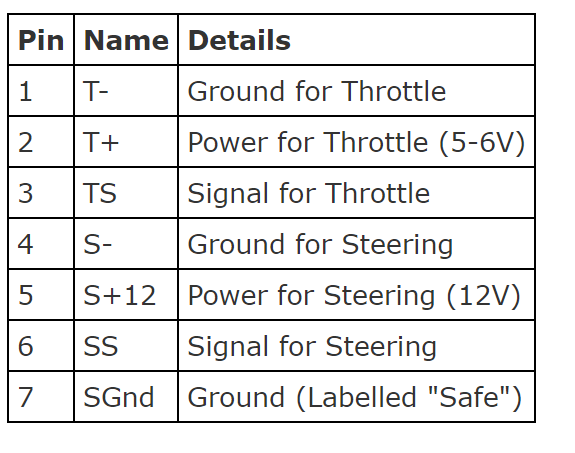 Pin Name Details
1 T- Ground for Throttle
2 T+ Power for Throttle (5-6V)
3 TS Signal for Throttle
4 S- Ground for Steering
5 S+12 Power for Steering (12V)
6 SS Signal for Steering
7 SGnd Ground (Labelled "Safe")